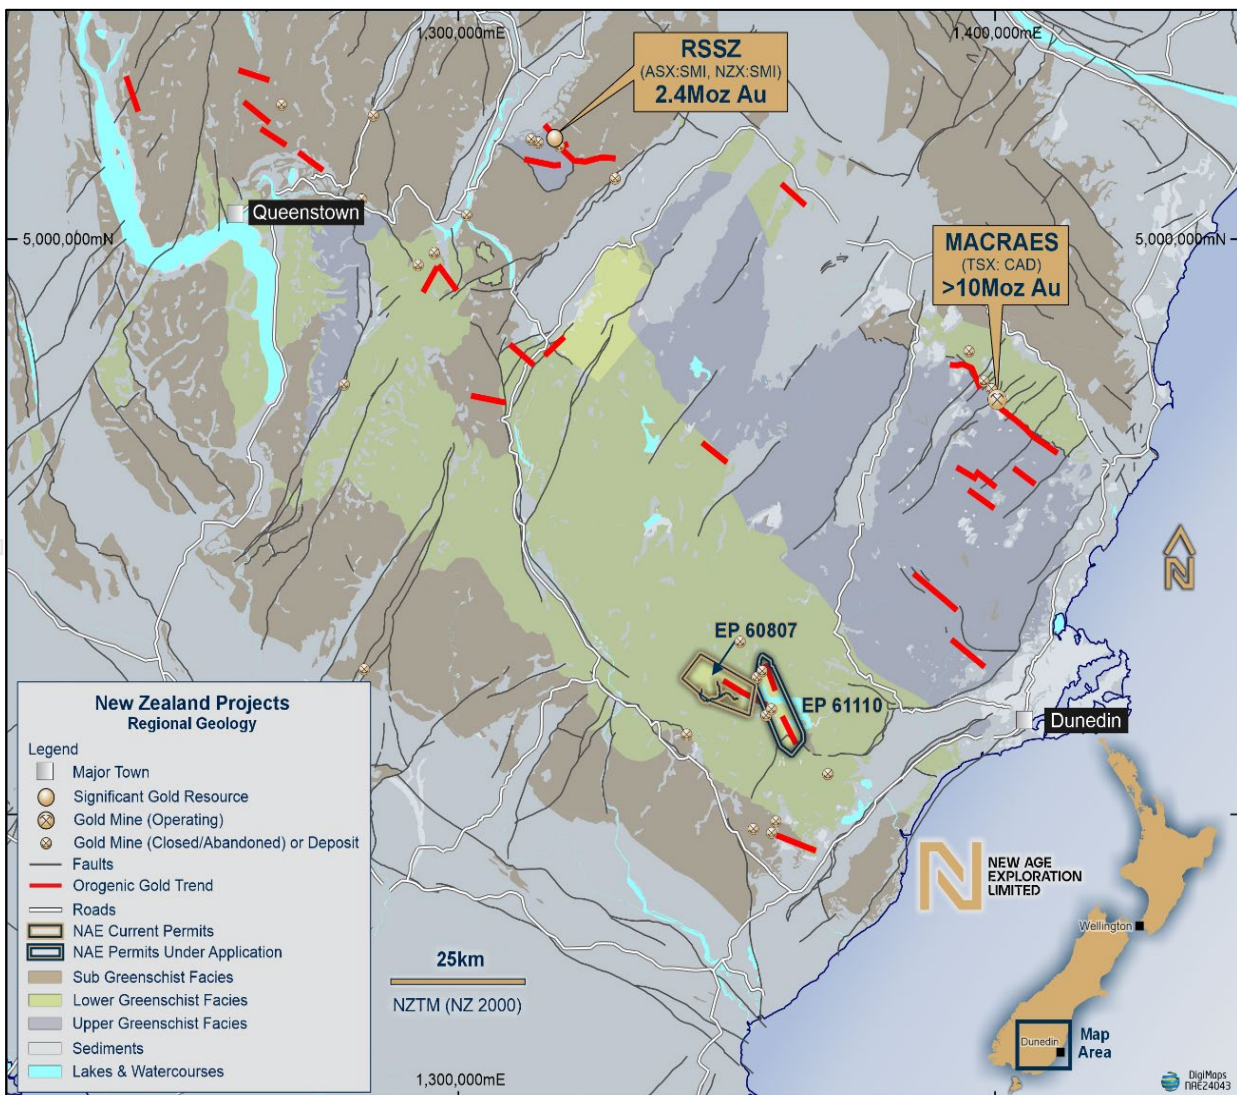 1,300,000mE
1,400,000mE
RSSZ
(ASX:SMI, NZX:SMI)
2.4Moz Au
Queenstown
5,000,000mN
MACRAES
(TSX: CAD)
>10Moz Au
5,000,000mN
N
EP 60807
EP 61110
Dunedin
New Zealand Projects
Regional Geology
Legend
Major Town
Significant Gold Resource
Gold Mine (Operating)
Gold Mine (Closed/Abandoned) or Deposit
Faults
Orogenic Gold Trend
Roads
NAE Current Permits
NAE Permits Under Application
Sub Greenschist Facies
Lower Greenschist Facies
Upper Greenschist Facies
Sediments
Lakes & Watercourses
25km
NZTM (NZ 2000)
1,300,000mE
N
NEW AGE
EXPLORATION
LIMITED
Wellington
Dunedin
Map
Area
DigiMaps
NAE24043